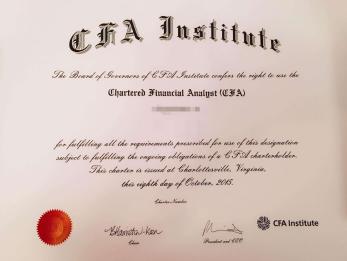 CFA Institute
The Board of Governors of CFA Institute confers the right to use the
Chartered Financial Analyst (CFA)
for fulfilling all the requirements prescribed for use of this designation
subject to fulfilling the ongoing obligations of a CFA charterholder.
This charter is issued at Charlottesville, Virginia,
this eighth day of October, 2015.
Charter Number
Chair
President and CEO
CFA Institute